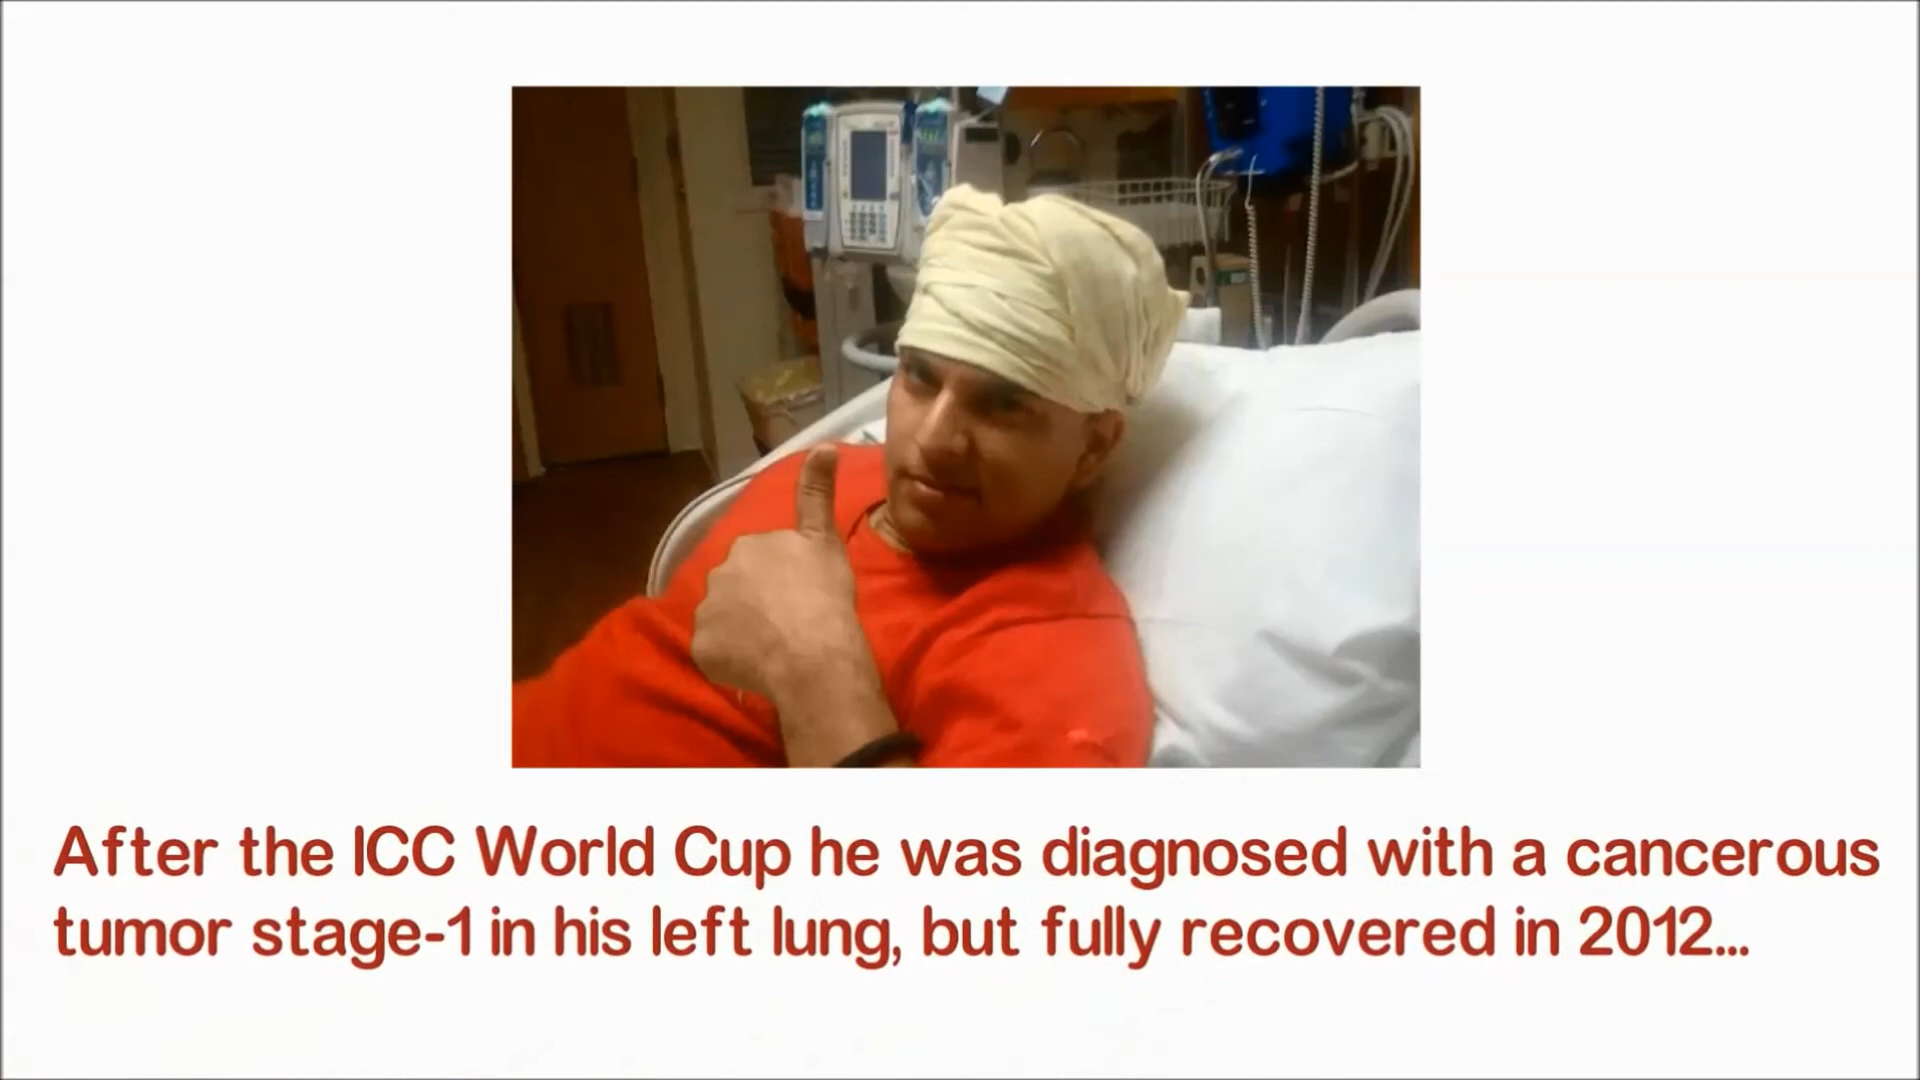 After the ICC World Cup he was diagnosed with a cancerous
tumor stage-1 in his left lung, but fully recovered in 2012...